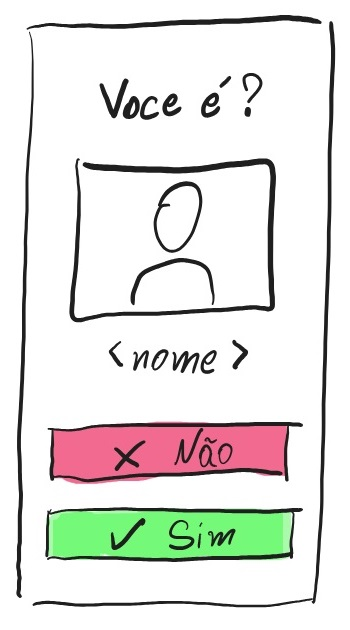 Voce é?
<nome>
✗ Não
✓ Sim